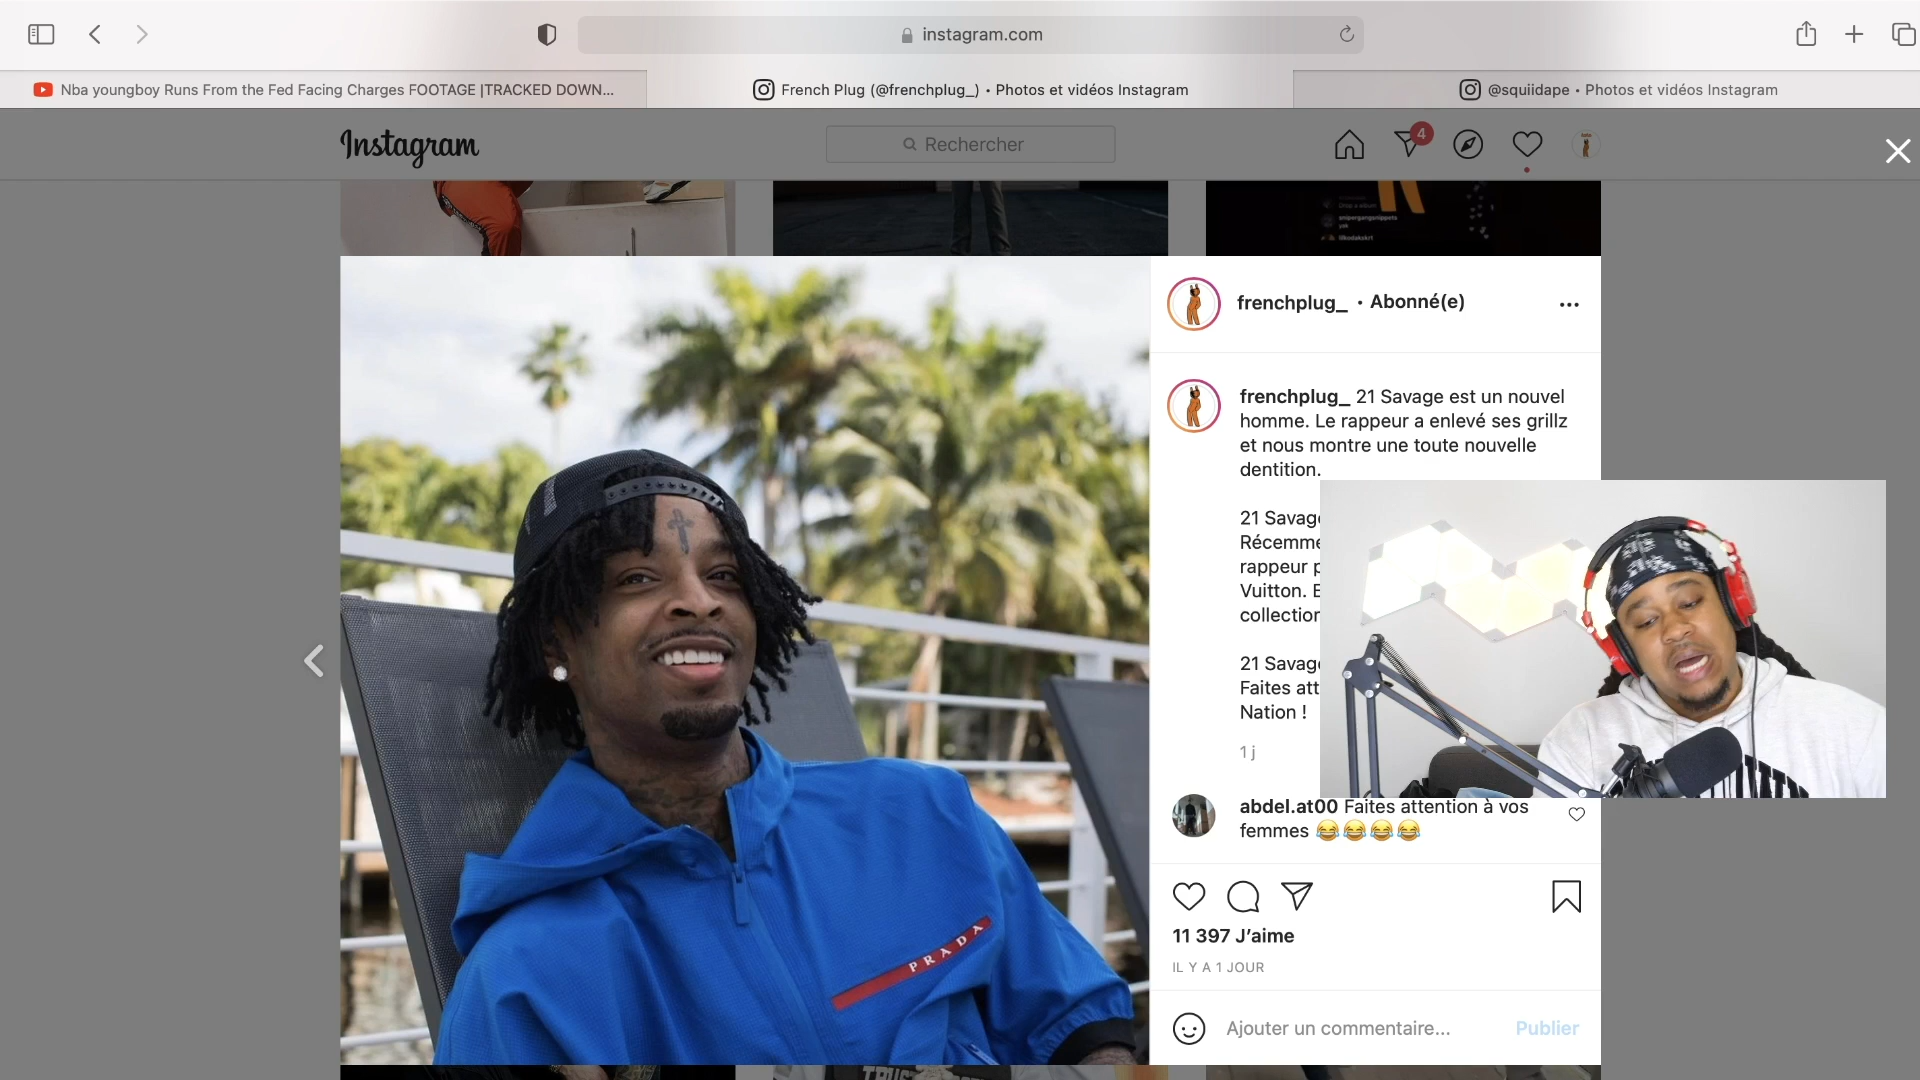 instagram.com
Nba youngboy Runs From the Fed Facing Charges FOOTAGE |TRACKED DOWN...
French Plug (@frenchplug_) • Photos et vidéos Instagram
@squiidape • Photos et vidéos Instagram
Instagram
Rechercher
4
snipergangsnippets
yok
lilkodakskrt
frenchplug_ • Abonné(e)
frenchplug_ 21 Savage est un nouvel
homme. Le rappeur a enlevé ses grillz
et nous montre une toute nouvelle
dentition.
21 Savag
Récemme
rappeur p
Vuitton. E
collection
21 Savag
Faites att
Nation !
1 j
abdel.at00 Faites attention à vos
femmes 😂😂😂😂
PRADA
11 397 J'aime
IL Y A 1 JOUR
Ajouter un commentaire...
Publier